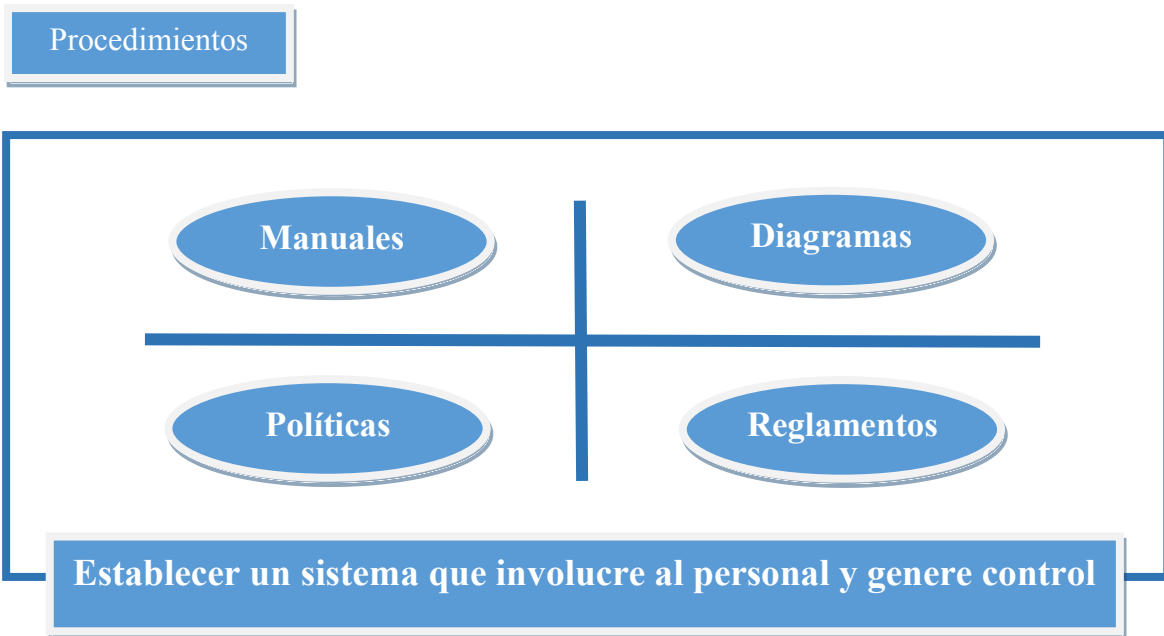 Procedimientos
Manuales
Diagramas
Políticas
Reglamentos
Establecer un sistema que involucre al personal y genere control